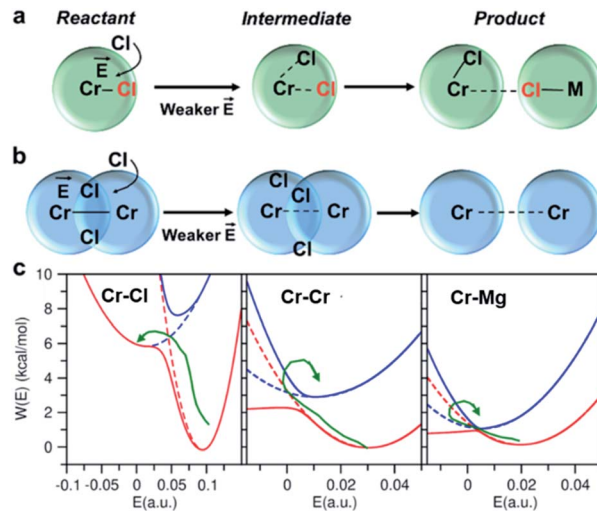 a Reactant Intermediate Product
Cl
E
Cr Cl
Weaker E
Cl
Cr Cl
Cl
Cr Cl M
b
Cl
E Cl
Cr Cr
Cl
Weaker E
Cl
Cl
Cr Cr
Cl
Cr Cr
c
W(E) (kcal/mol)
10
8
6
4
2
0
Cr-Cl Cr-Cr Cr-Mg
-0.1 -0.05 0 0.05 0.1
0 0.02 0.04
0 0.02 0.04
E(a.u.) E(a.u.) E(a.u.)